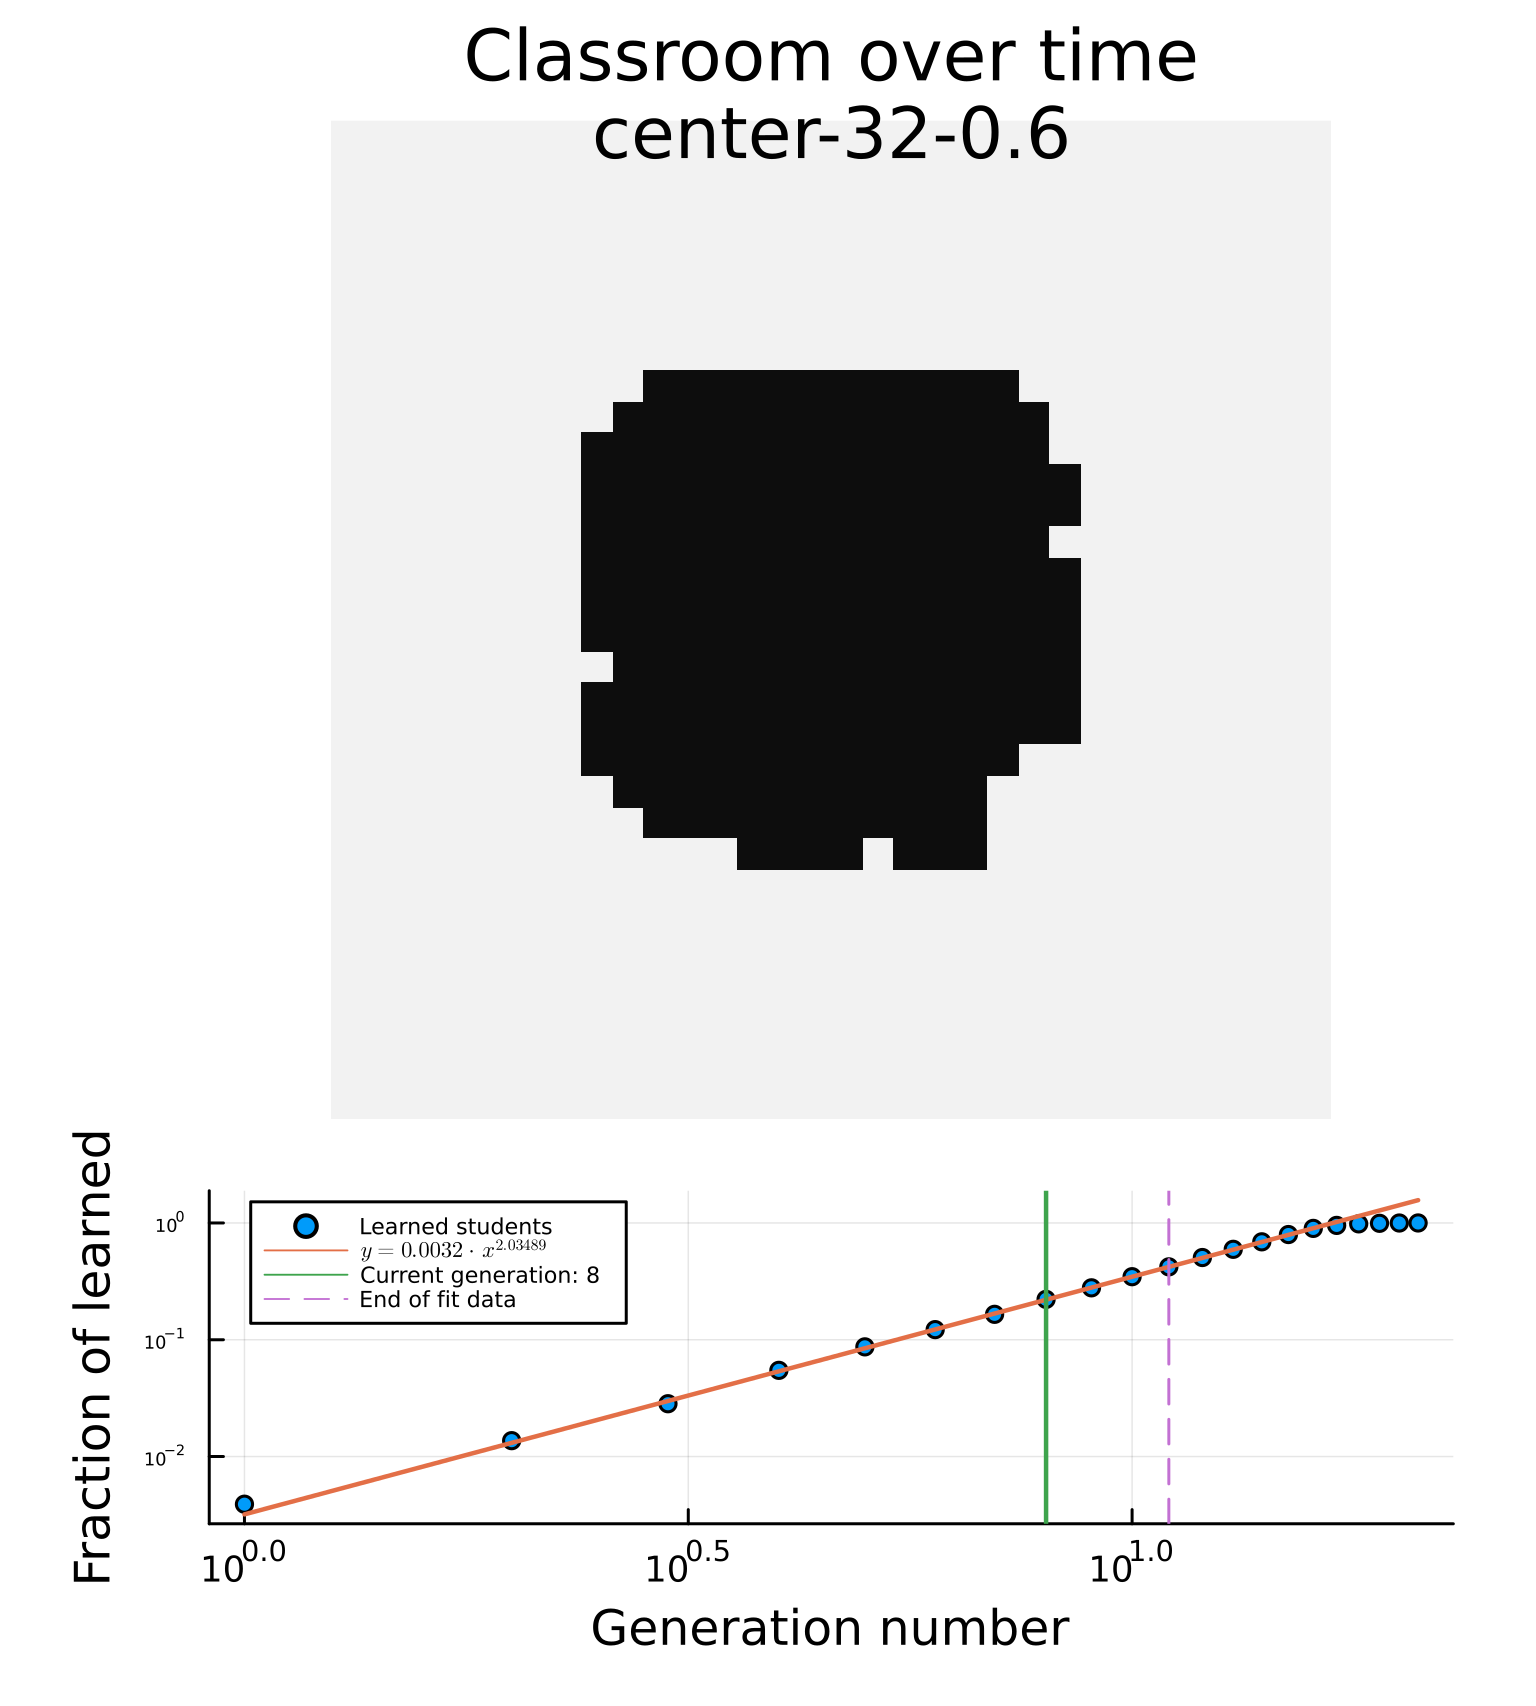 Classroom over time
center-32-0.6
Fraction of learned
10⁰
10⁻¹
10⁻²
Learned students
y = 0.0032 · x^2.03489
Current generation: 8
End of fit data
10^0.0 10^0.5 10^1.0
Generation number